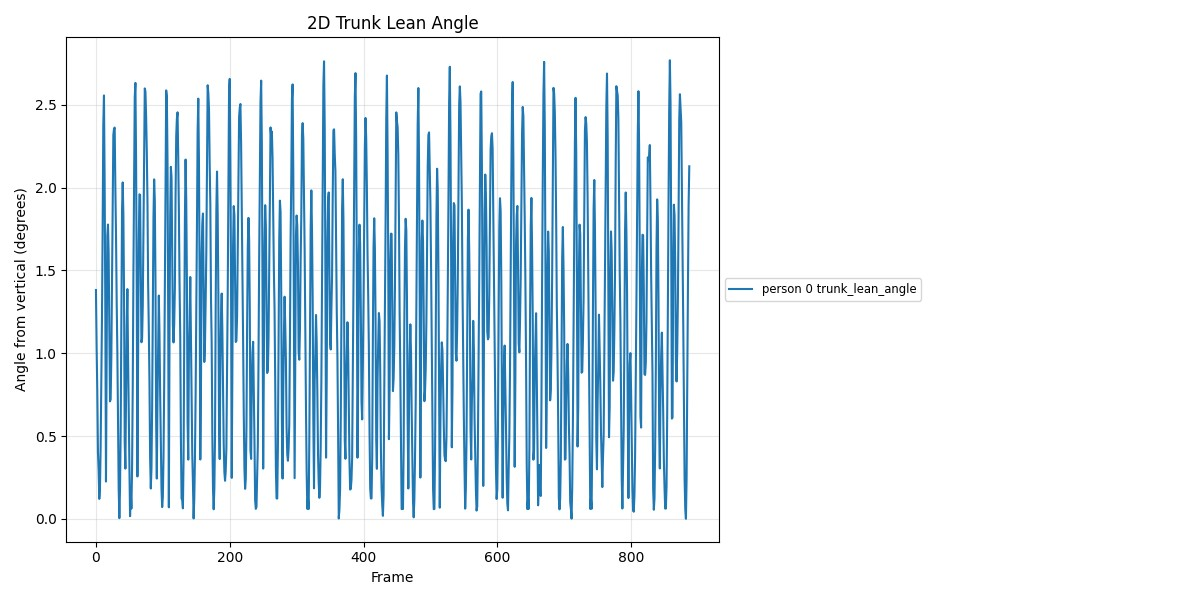 2D Trunk Lean Angle
Angle from vertical (degrees)
2.5
2.0
1.5
1.0
0.5
0.0
0 200 400 600 800
Frame
person 0 trunk_lean_angle